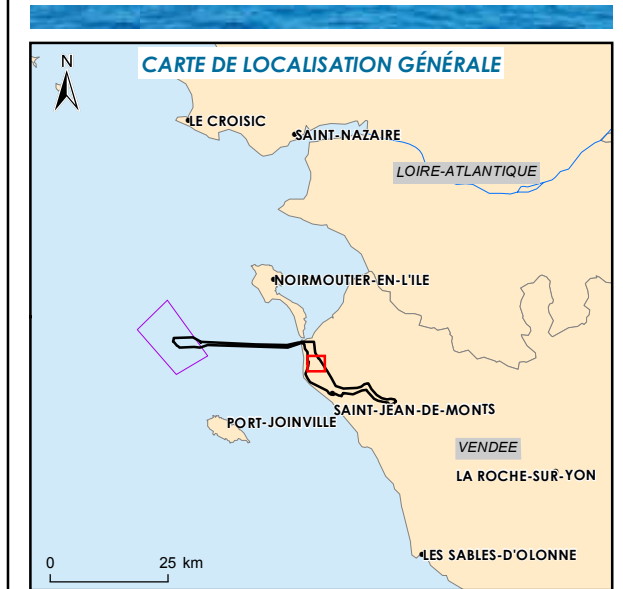 N
CARTE DE LOCALISATION GÉNÉRALE
LE CROISIC
SAINT-NAZAIRE
LOIRE-ATLANTIQUE
NOIRMOUTIER-EN-L'ILE
SAINT-JEAN-DE-MONTS
PORT-JOINVILLE
VENDEE
LA ROCHE-SUR-YON
LES SABLES-D'OLONNE
0 25 km